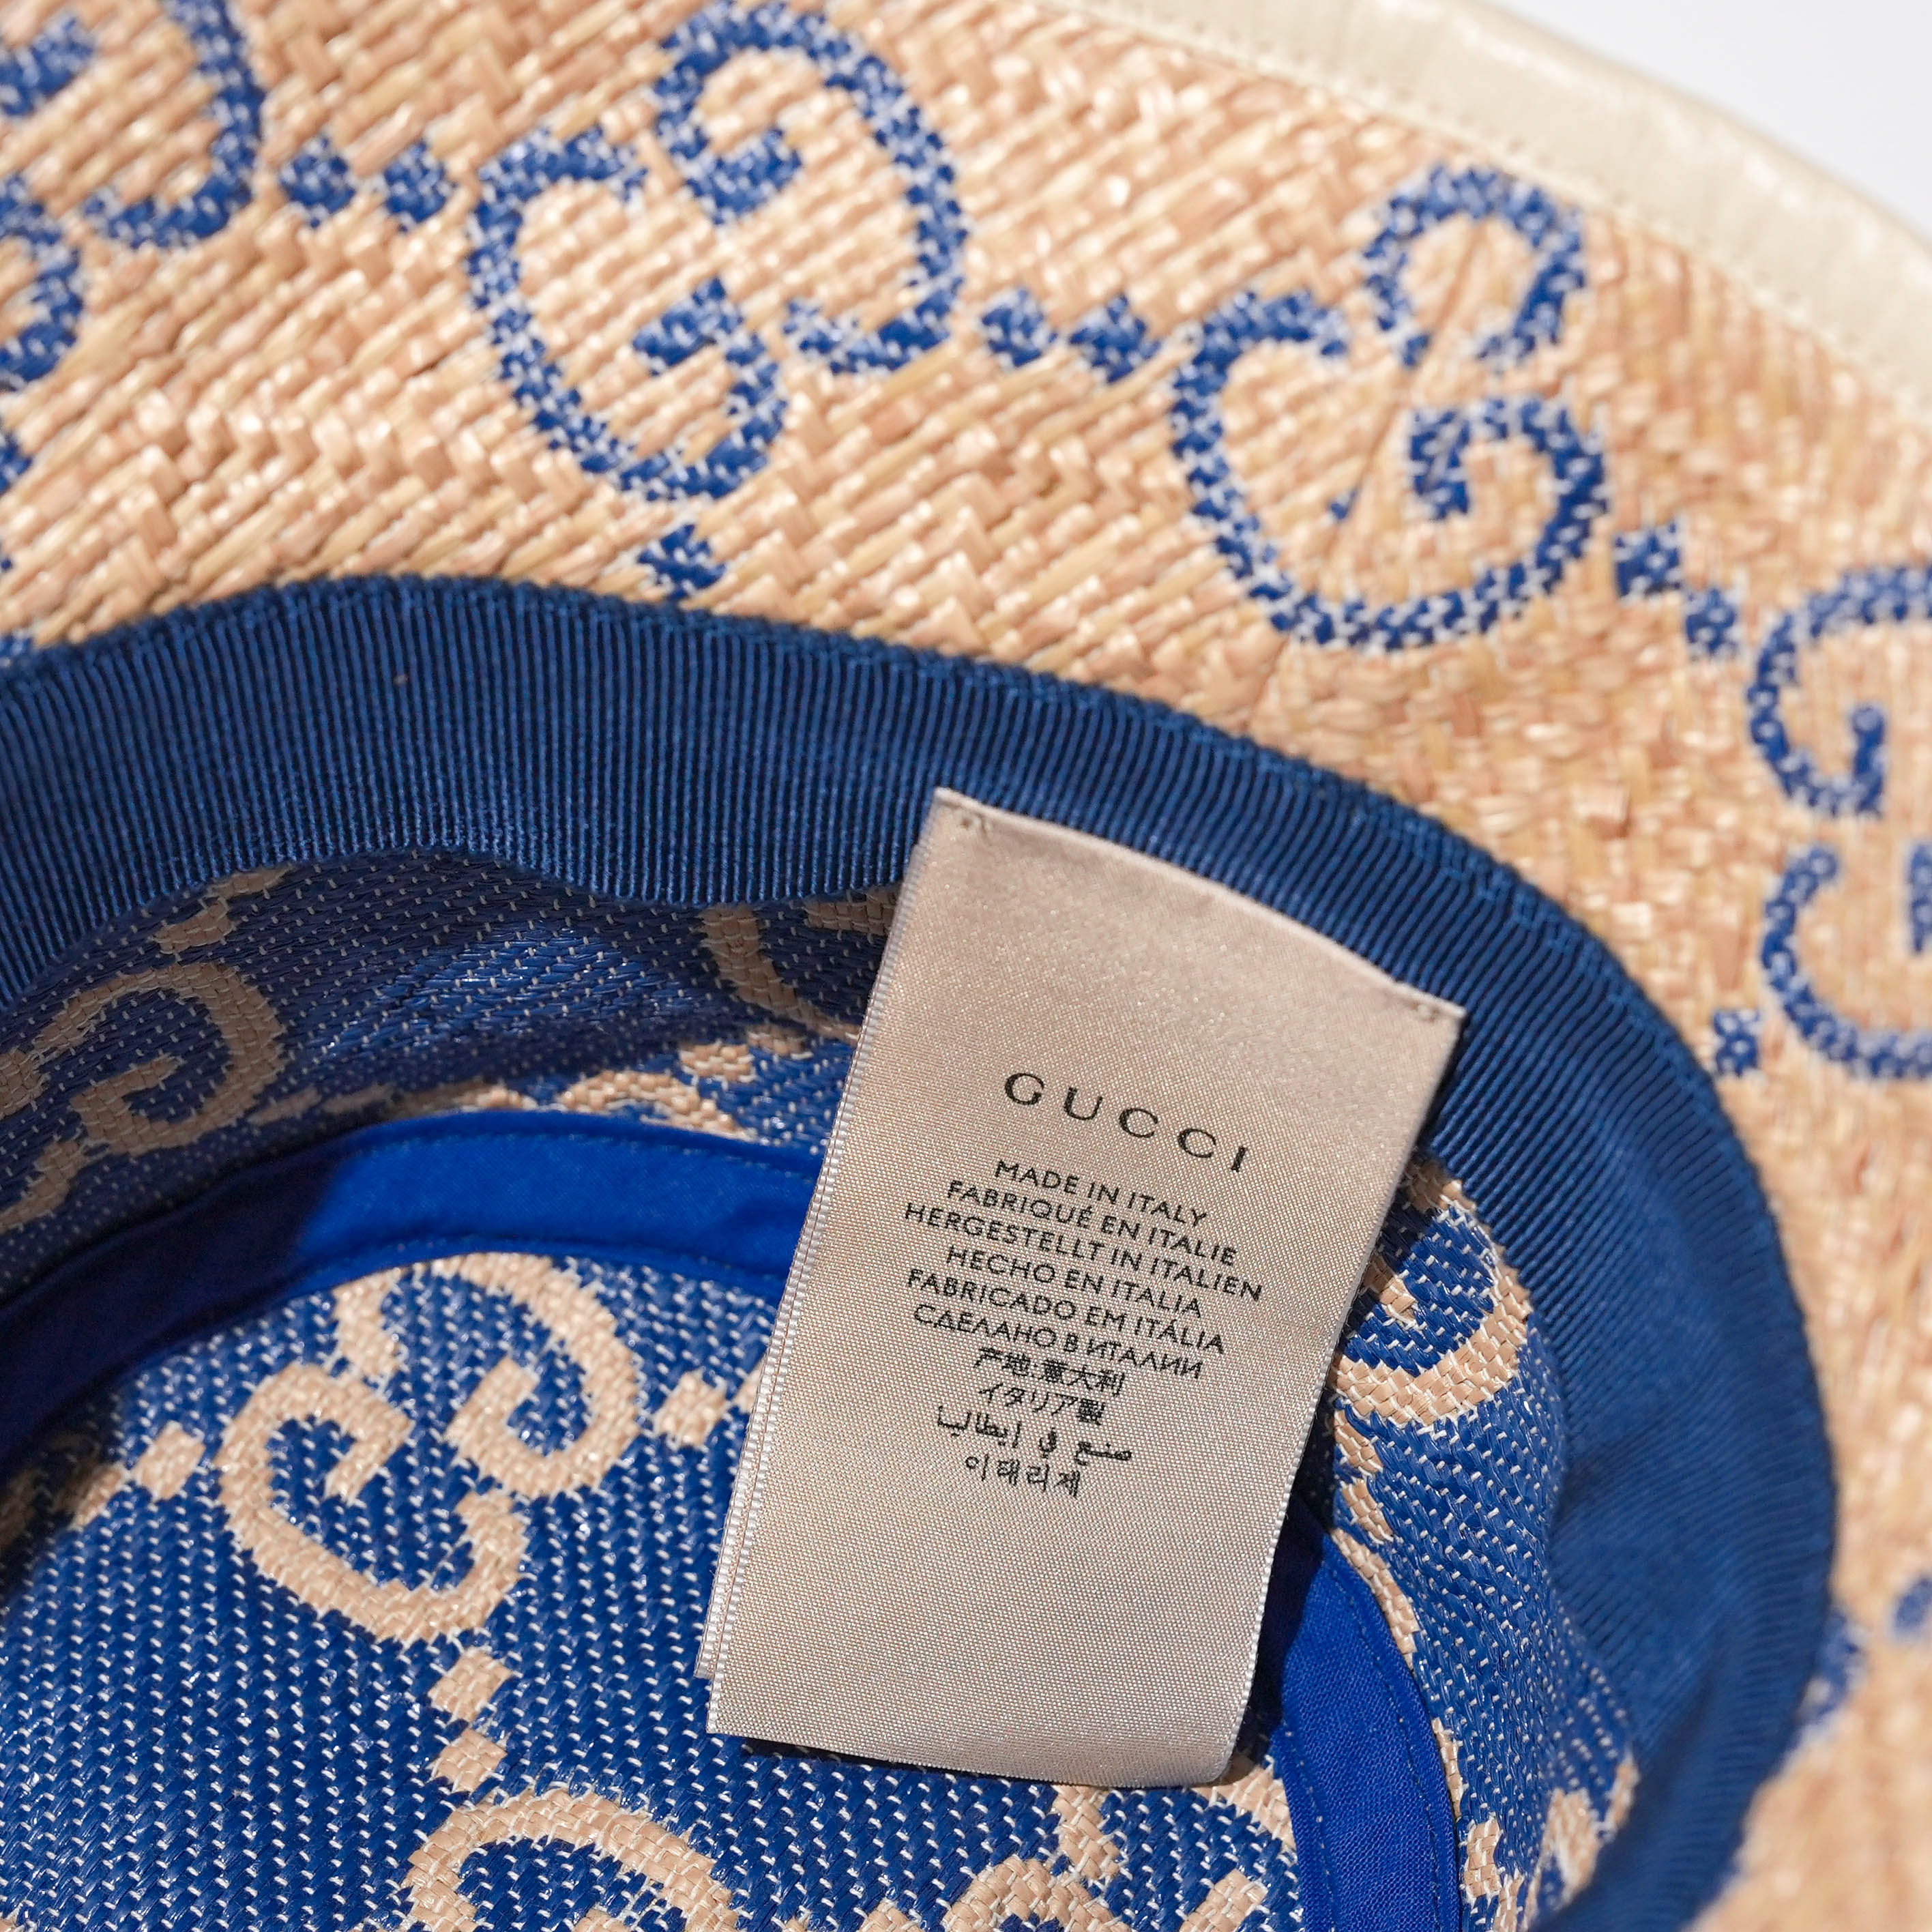 GUCCI
MADE IN ITALY
FABRIQUÉ EN ITALIE
HERGESTELLT IN ITALIEN
HECHO EN ITALIA
FABRICADO EM ITÁLIA
СДЕЛАНО В ИТАЛИИ
产地:意大利
イタリア製
صنع في إيطاليا
이태리제